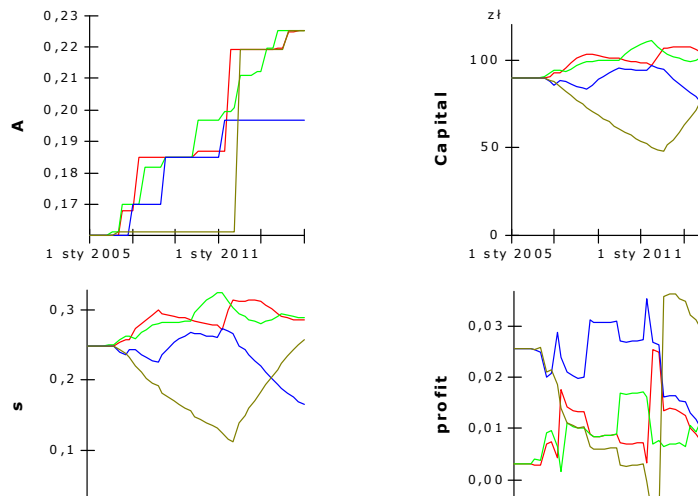 0,23
0,22
0,21
0,20
0,19
0,18
0,17
A
1 sty 2005
1 sty 2011
zł
100
50
0
Capital
1 sty 2005
1 sty 2011
0,3
0,2
0,1
s
0,03
0,02
0,01
0,00
profit